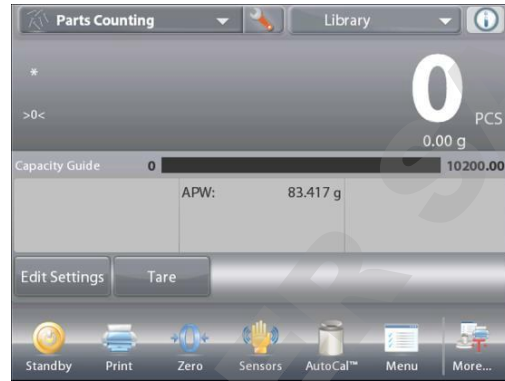 Parts Counting
Library
*
>0<
0 PCS
0.00 g
Capacity Guide 0 10200.00
APW: 83.417 g
Edit Settings Tare
Standby Print Zero Sensors AutoCal™ Menu More...